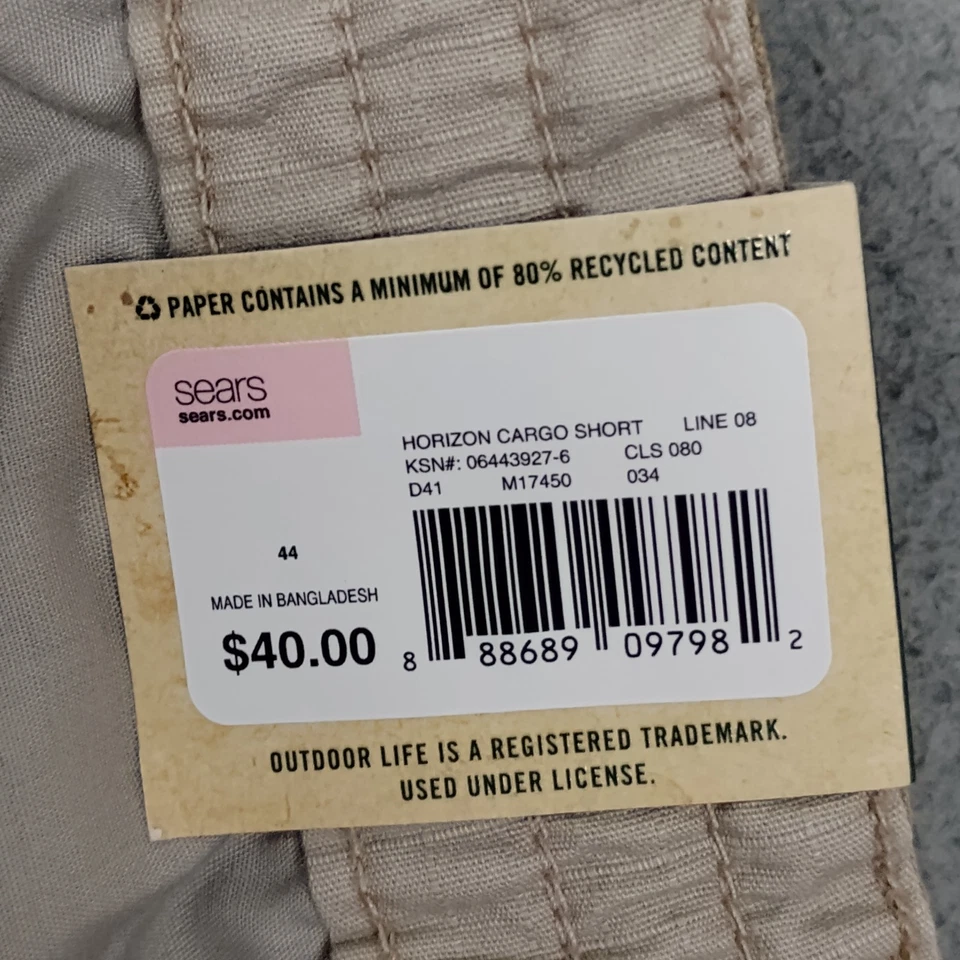 PAPER CONTAINS A MINIMUM OF 80% RECYCLED CONTENT
sears
sears.com
HORIZON CARGO SHORT LINE 08
KSN#: 06443927-6 CLS 080
D41 M17450 034
44
MADE IN BANGLADESH
$40.00
8 88689 09798 2
OUTDOOR LIFE IS A REGISTERED TRADEMARK.
USED UNDER LICENSE.